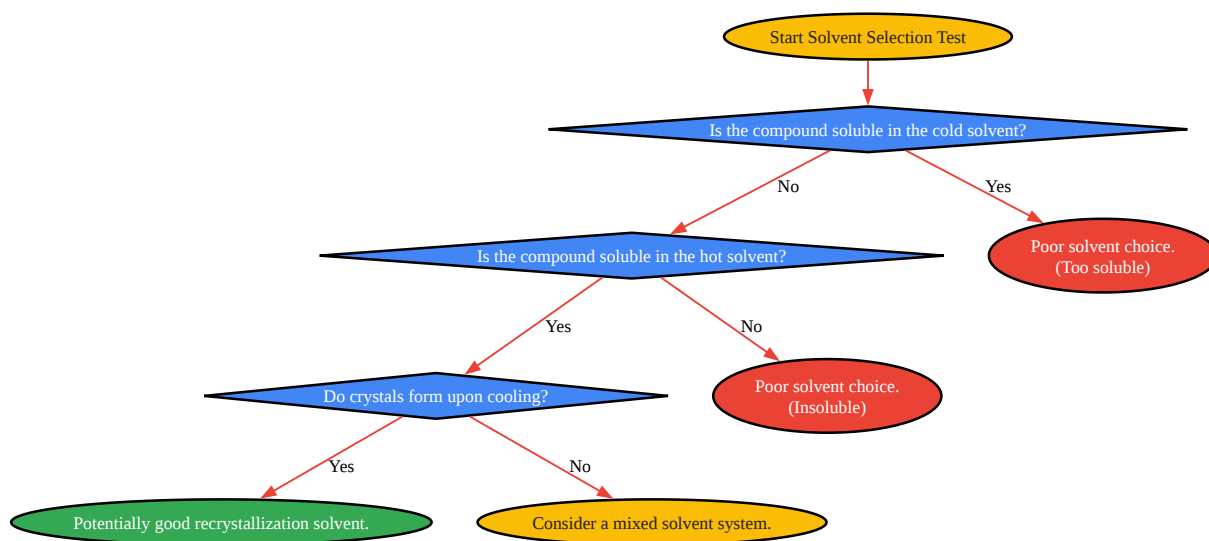 Start Solvent Selection Test
Is the compound soluble in the cold solvent?
No
Yes
Is the compound soluble in the hot solvent?
Poor solvent choice.
(Too soluble)
Yes
No
Do crystals form upon cooling?
Poor solvent choice.
(Insoluble)
Yes
No
Potentially good recrystallization solvent.
Consider a mixed solvent system.